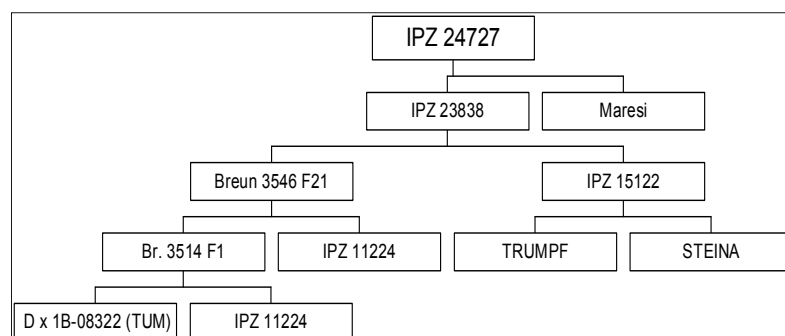 IPZ 24727
IPZ 23838
Maresi
Breun 3546 F21
IPZ 15122
Br. 3514 F1
IPZ 11224
TRUMPF
STEINA
D x 1B-08322 (TUM)
IPZ 11224